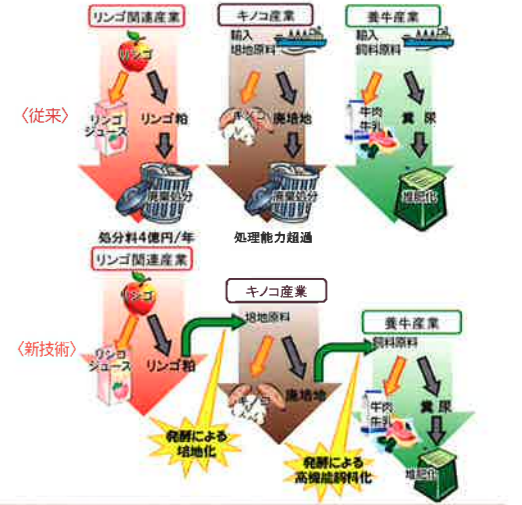 リンゴ関連産業
キノコ産業
養牛産業
リンゴ
輸入
培地原料
輸入
飼料原料
〈従来〉
リンゴ
ジュース
リンゴ粕
キノコ
廃培地
牛肉
牛乳
糞尿
廃棄処分
廃棄処分
堆肥化
処分料4億円/年
処理能力超過
リンゴ関連産業
キノコ産業
養牛産業
リンゴ
培地原料
飼料原料
〈新技術〉
リンゴ
ジュース
リンゴ粕
キノコ
廃培地
牛肉
牛乳
糞尿
発酵による
培地化
発酵による
高機能飼料化
堆肥化